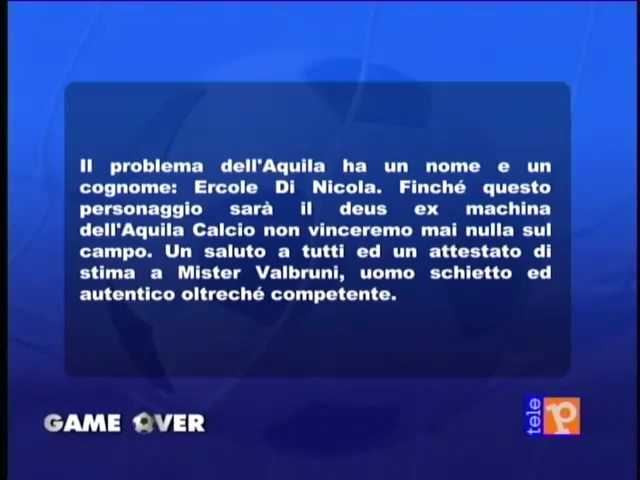 Il problema dell'Aquila ha un nome e un
cognome: Ercole Di Nicola. Finché questo
personaggio sarà il deus ex machina
dell'Aquila Calcio non vinceremo mai nulla sul
campo. Un saluto a tutti ed un attestato di
stima a Mister Valbruni, uomo schietto ed
autentico oltreché competente.
GAME OVER
tele P